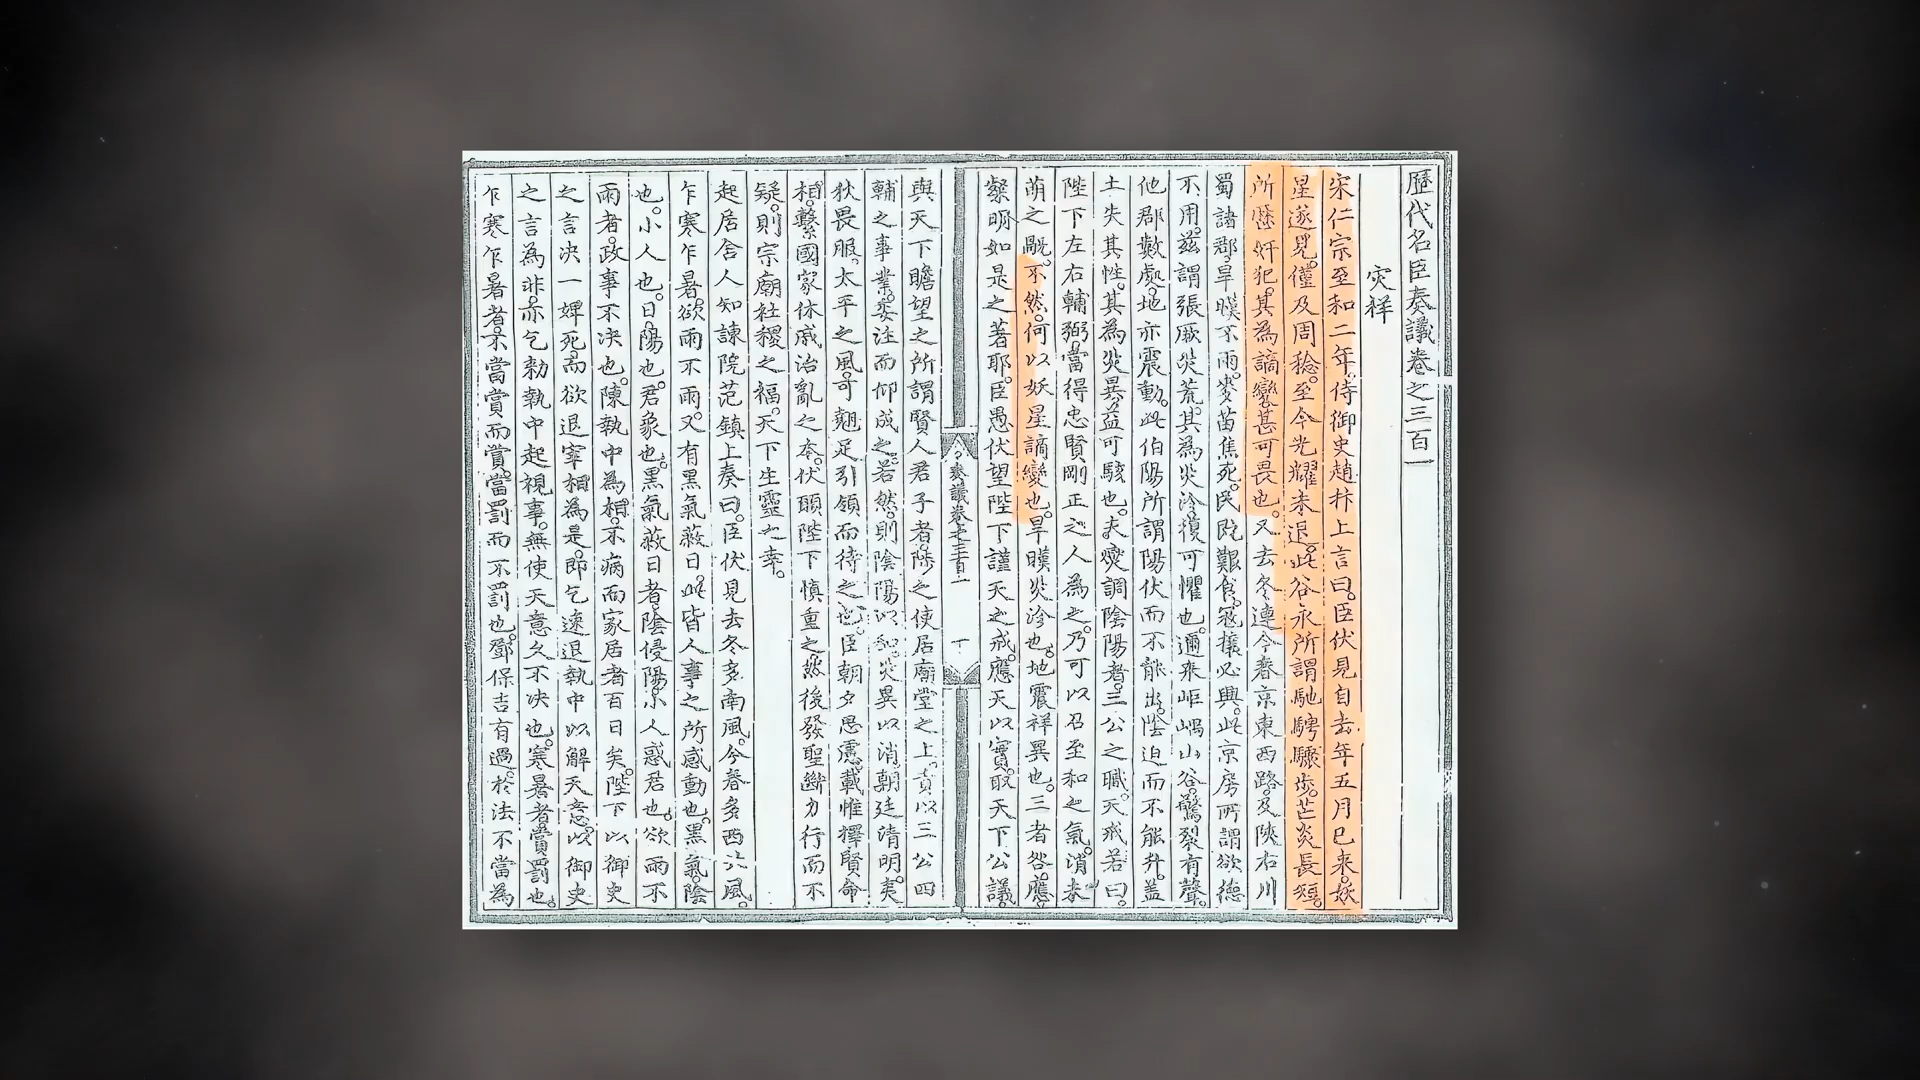 歷代名臣奏議卷之三百一
災祥
宋仁宗至和二年侍御史趙抃上言曰。臣伏見自去年五月已来。妖
星遂見。僅及周稔。至今光耀未退。此谷永所謂馳騁驟步。芒炎長短。
所歷奸犯。其為謫變甚可畏也。又去冬連今春京東西路。及陝右川
蜀諸郡旱暵不雨。麥苗焦死。民既艱食。寇攘必興。此京房所謂欲德
不用。茲謂張厥災荒。其為災沴。復可懼也。邇来岠嵎山谷。驚裂有聲。
他郡數處。地亦震動。此伯陽所謂陽伏而不能出。陰迫而不能升。蓋
土失其性。其為災異。益可駭也。夫燮調陰陽者。三公之職。天戒若曰。
陛下左右輔弼。當得忠賢剛正之人為之。乃可以召至和之氣。消未
萌之。不然。何以妖星謫變也。旱暵災沴也。地震祥異也。三者咎應。
粲明如是之著耶。臣愚伏望陛下謹天之戒。應天以實。取天下公議。
奏議卷之三百一
一
與天下瞻望之所謂賢人君子者。陟之使居廟堂之上。責以三公四
輔之事業。委注而仰成之。若然。則陰陽以和。災異以消。朝廷清明。夷
狄畏服。太平之風。可翹足引領而待之也。臣朝夕思慮。載惟擇賢命
相。繫國家休戚治亂之本。伏願陛下慎重之。然後發聖斷力行而不
疑。則宗廟社稷之福。天下生靈之幸。
起居舍人知諫院范鎮上奏曰。臣伏見去冬多南風。今春多西北風。
乍寒乍暑。欲雨不雨。又有黑氣蔽日。此皆人事之所感動也。黑氣。陰
也。小人也。日。陽也。君象也。黑氣蔽日者。陰侵陽。小人惑君也。欲雨不
雨者。政事不決也。陳執中為相。不病而家居者百日矣。陛下以御史
之言決一婢死而欲退宰相為是。即乞速退執中以解天意。以御史
之言為非。亦乞勑執中起視事。無使天意久不決也。寒暑者賞罰也。
乍寒乍暑者。不當賞而賞。當罰而不罰也。鄧保吉有過。於法不當為